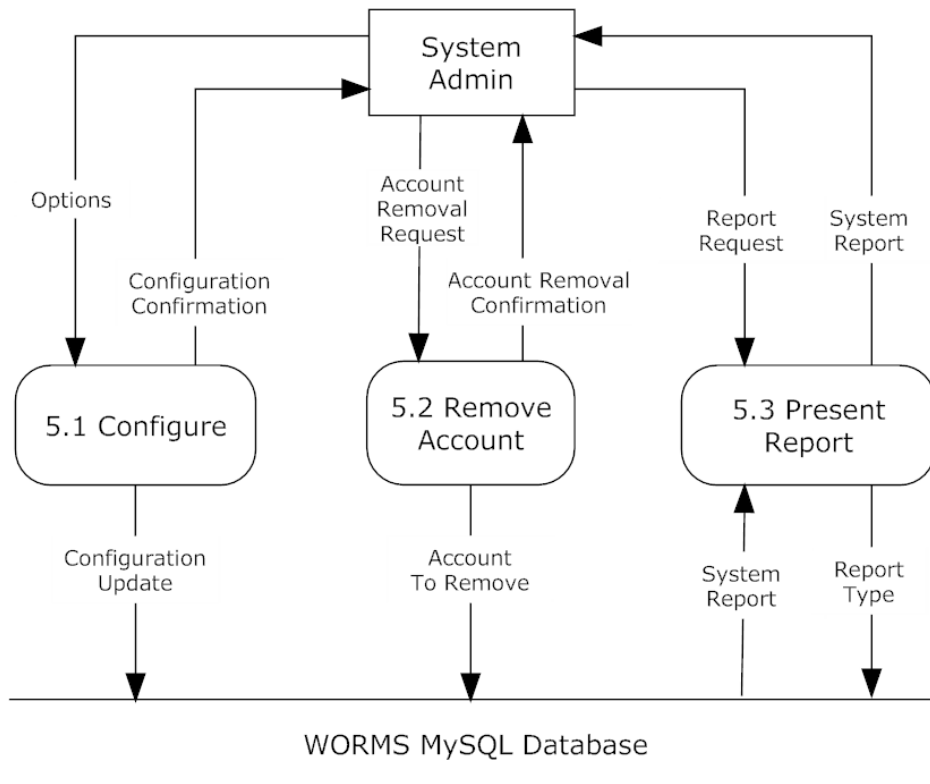 System
Admin
Options
Account
Removal
Request
Report
Request
System
Report
Configuration
Confirmation
Account Removal
Confirmation
5.1 Configure
5.2 Remove
Account
5.3 Present
Report
Configuration
Update
Account
To Remove
System
Report
Report
Type
WORMS MySQL Database